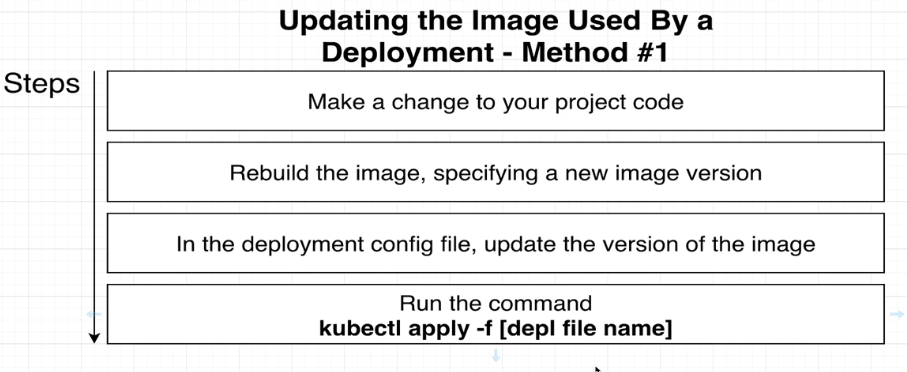 Updating the Image Used By a
Deployment - Method #1
Steps
Make a change to your project code
Rebuild the image, specifying a new image version
In the deployment config file, update the version of the image
Run the command
kubectl apply -f [depl file name]